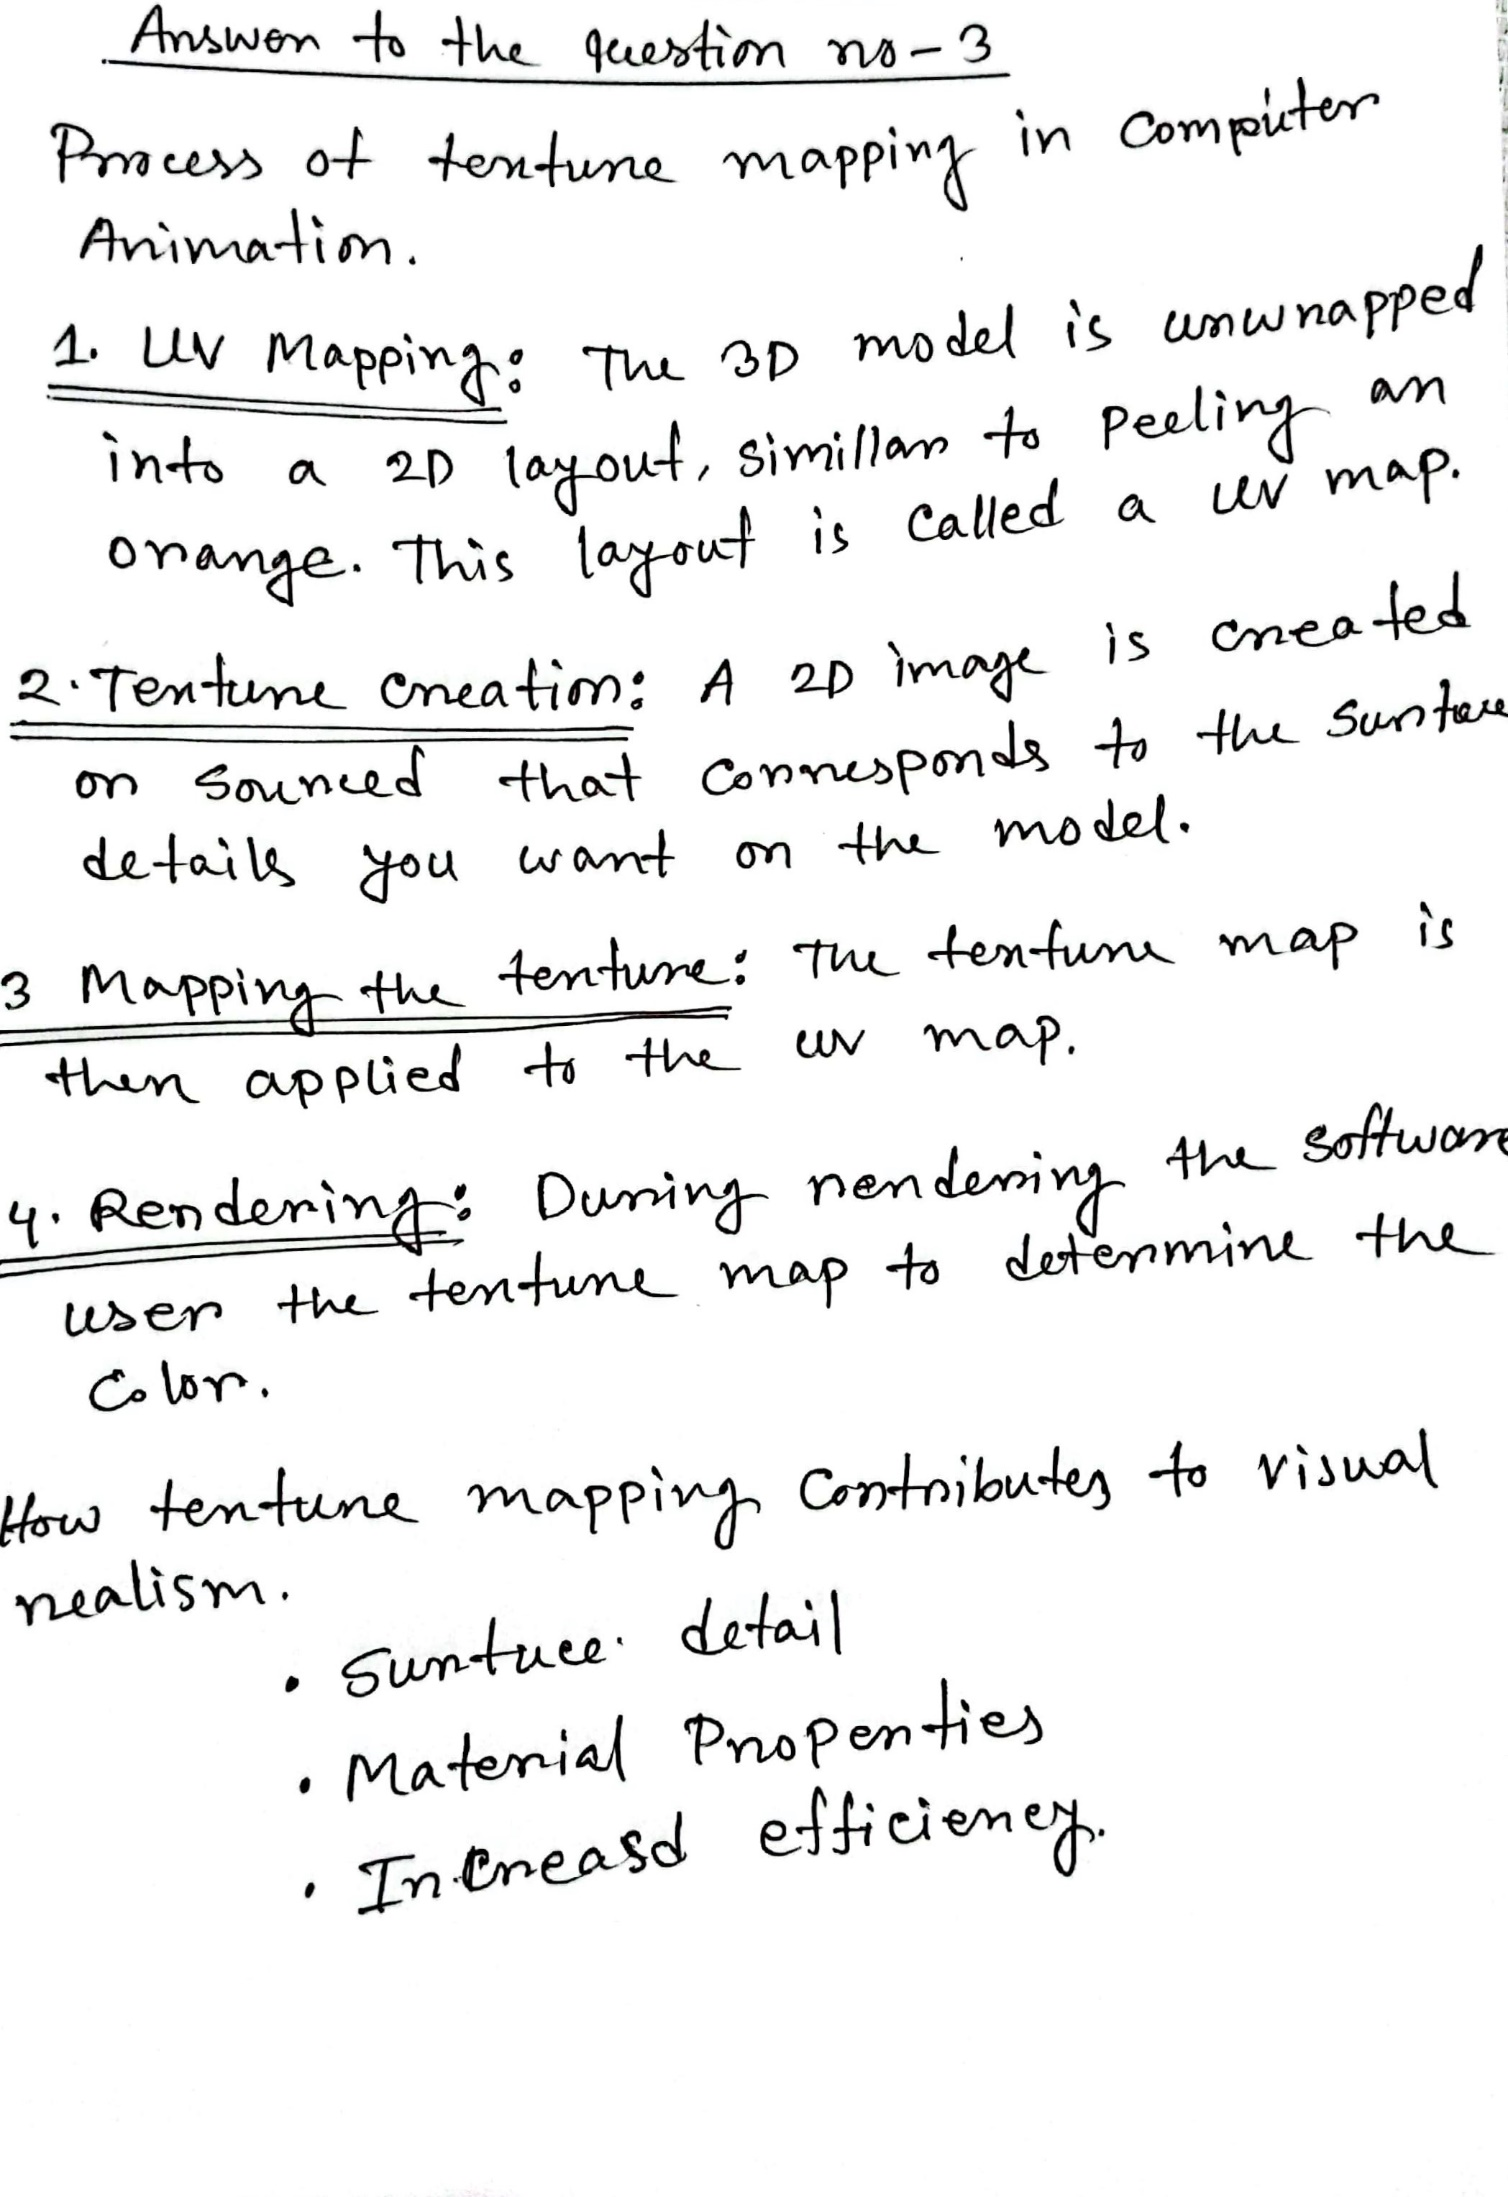 Answer to the question no-3
Process of texture mapping in Computer
Animation.
1. UV Mapping: The 3D model is unwrapped
into a 2D layout, simillar to Peeling an
orange. This layout is called a UV map.
2. Texture creation: A 2D image is created
or sourced that corresponds to the surface
details you want on the model.
3 Mapping the texture: The texture map is
then applied to the UV map.
4. Rendering: During rendering the software
user the texture map to determine the
Color.
How texture mapping Contributes to visual
realism.
• Surfuce detail
• Material Properties
• Increasd efficiency.